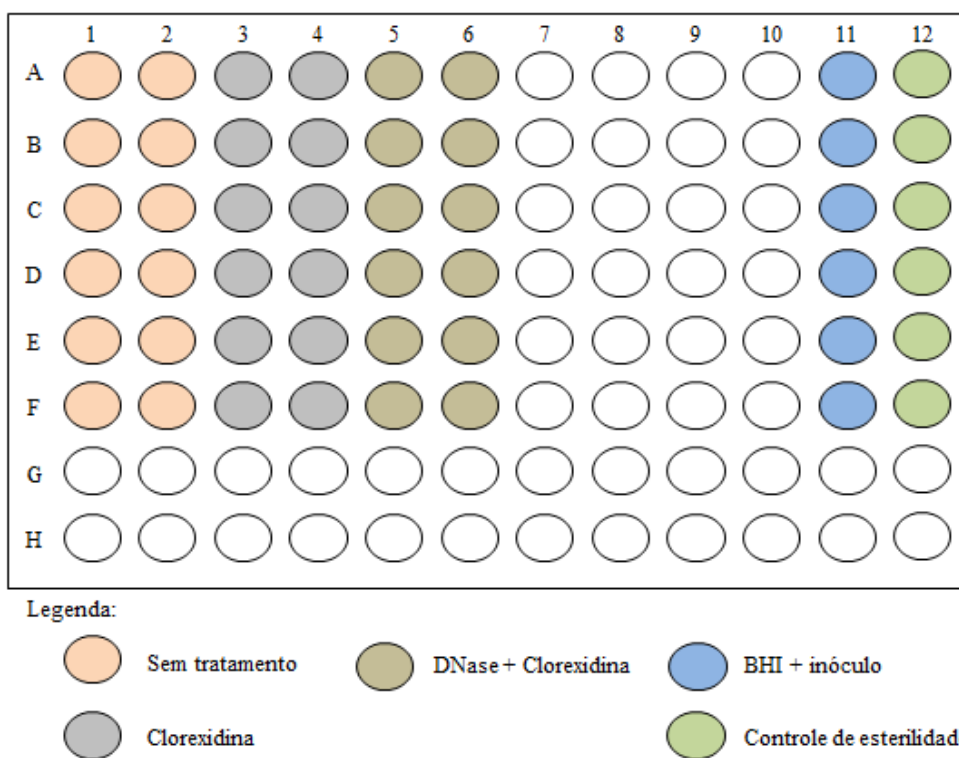 1 2 3 4 5 6 7 8 9 10 11 12
A
B
C
D
E
F
G
H
Legenda:
Sem tratamento DNase + Clorexidina BHI + inóculo
Clorexidina Controle de esterilidad